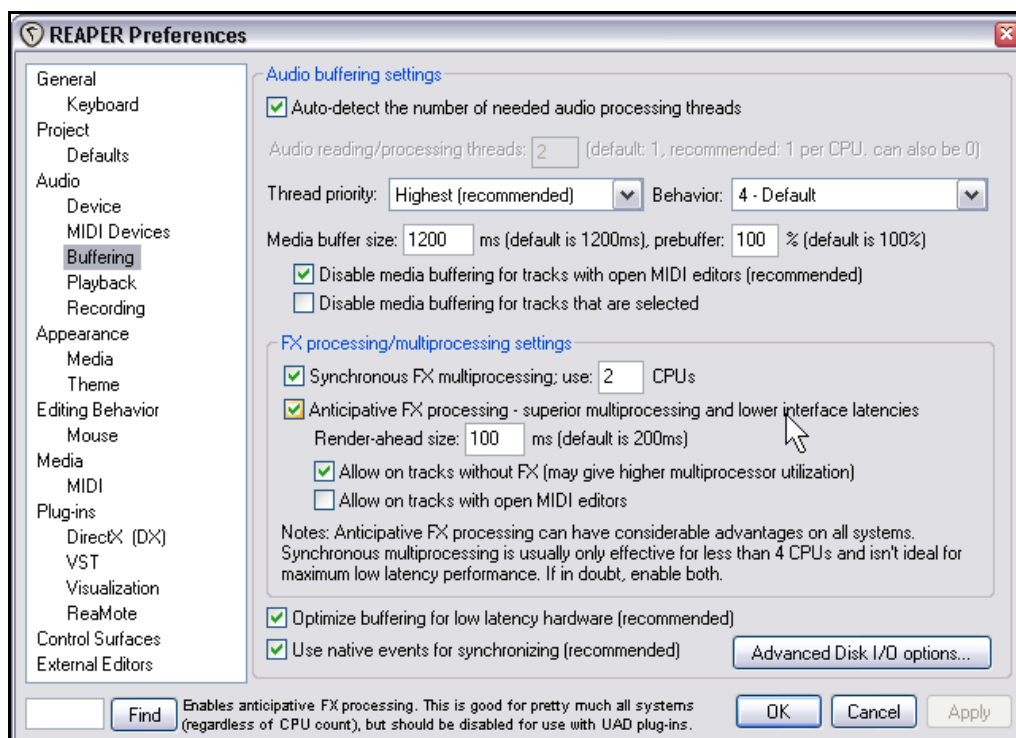 REAPER Preferences
General
Keyboard
Project
Defaults
Audio
Device
MIDI Devices
Buffering
Playback
Recording
Appearance
Media
Theme
Editing Behavior
Mouse
Media
MIDI
Plug-ins
DirectX (DX)
VST
Visualization
ReaMote
Control Surfaces
External Editors
Audio buffering settings
Auto-detect the number of needed audio processing threads
Audio reading/processing threads: 2 (default: 1, recommended: 1 per CPU. can also be 0)
Thread priority: Highest (recommended) Behavior: 4 - Default
Media buffer size: 1200 ms (default is 1200ms), prebuffer: 100 % (default is 100%)
Disable media buffering for tracks with open MIDI editors (recommended)
Disable media buffering for tracks that are selected
FX processing/multiprocessing settings
Synchronous FX multiprocessing; use: 2 CPUs
Anticipative FX processing - superior multiprocessing and lower interface latencies
Render-ahead size: 100 ms (default is 200ms)
Allow on tracks without FX (may give higher multiprocessor utilization)
Allow on tracks with open MIDI editors
Notes: Anticipative FX processing can have considerable advantages on all systems.
Synchronous multiprocessing is usually only effective for less than 4 CPUs and isn't ideal for
maximum low latency performance. If in doubt, enable both.
Optimize buffering for low latency hardware (recommended)
Use native events for synchronizing (recommended)
Advanced Disk I/O options...
Find
Enables anticipative FX processing. This is good for pretty much all systems
(regardless of CPU count), but should be disabled for use with UAD plug-ins.
OK
Cancel
Apply